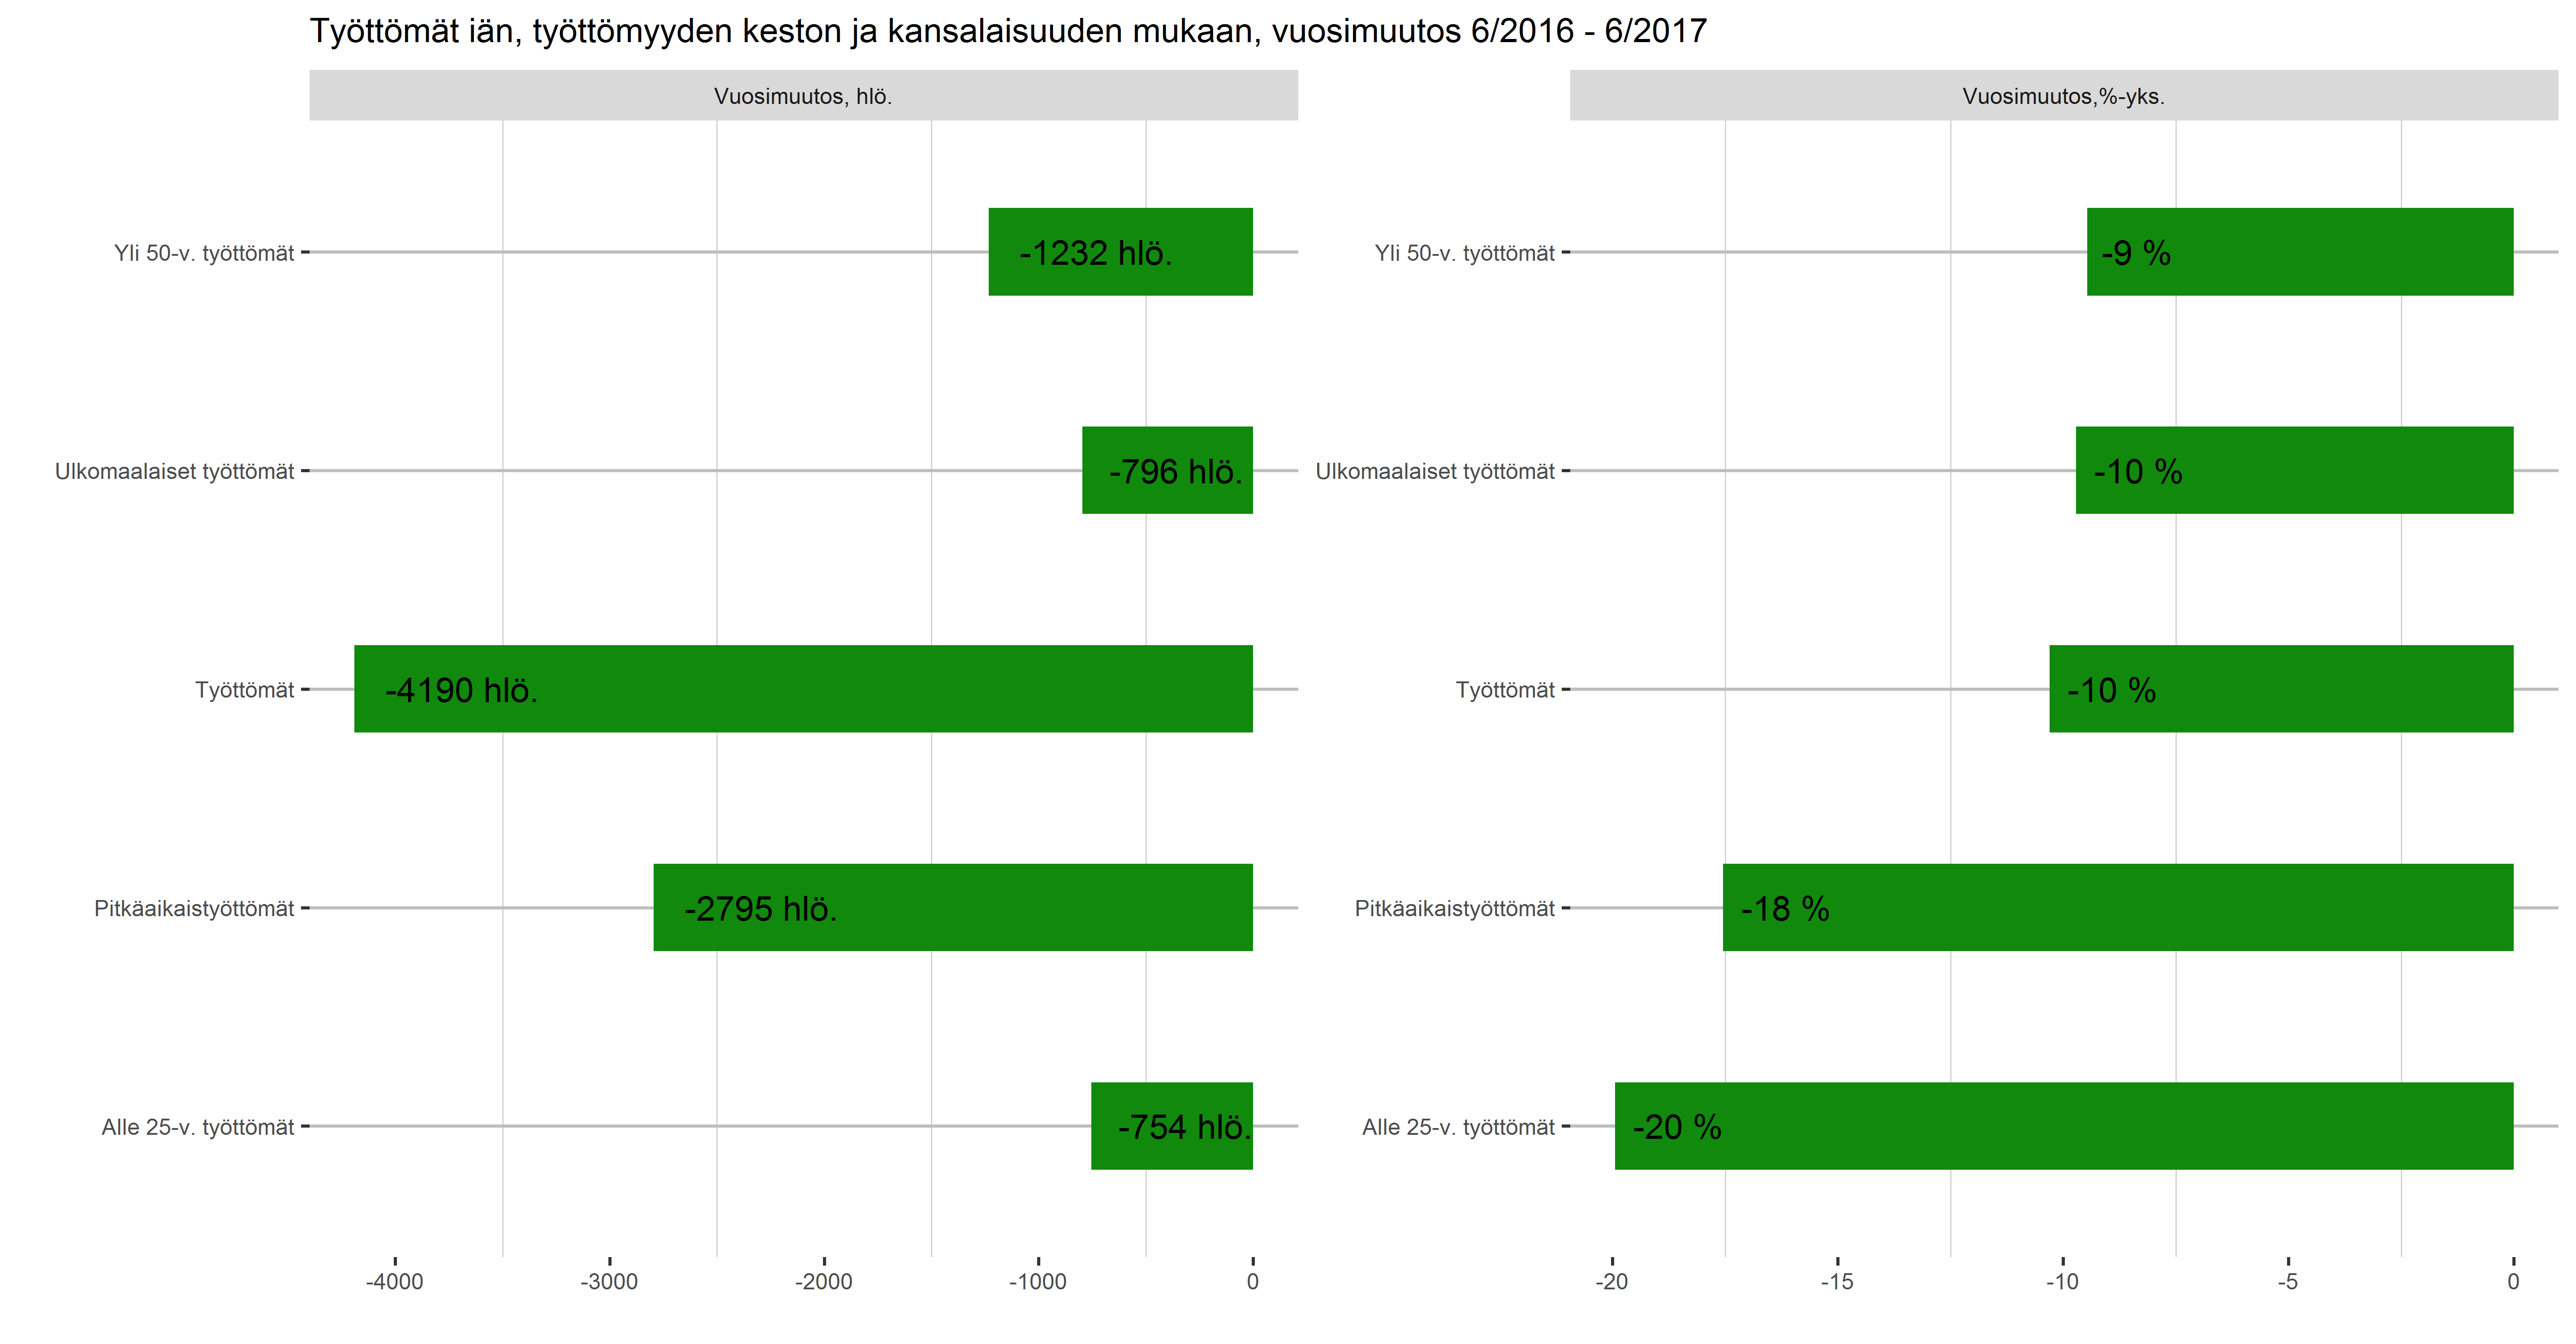 Työttömät iän, työttömyyden keston ja kansalaisuuden mukaan, vuosimuutos 6/2016 - 6/2017
Vuosimuutos, hlö.
Yli 50-v. työttömät
-1232 hlö.
Ulkomaalaiset työttömät
-796 hlö.
Työttömät
-4190 hlö.
Pitkäaikaistyöttömät
-2795 hlö.
Alle 25-v. työttömät
-754 hlö.
-4000
-3000
-2000
-1000
0
Vuosimuutos,%-yks.
Yli 50-v. työttömät
-9 %
Ulkomaalaiset työttömät
-10 %
Työttömät
-10 %
Pitkäaikaistyöttömät
-18 %
Alle 25-v. työttömät
-20 %
-20
-15
-10
-5
0